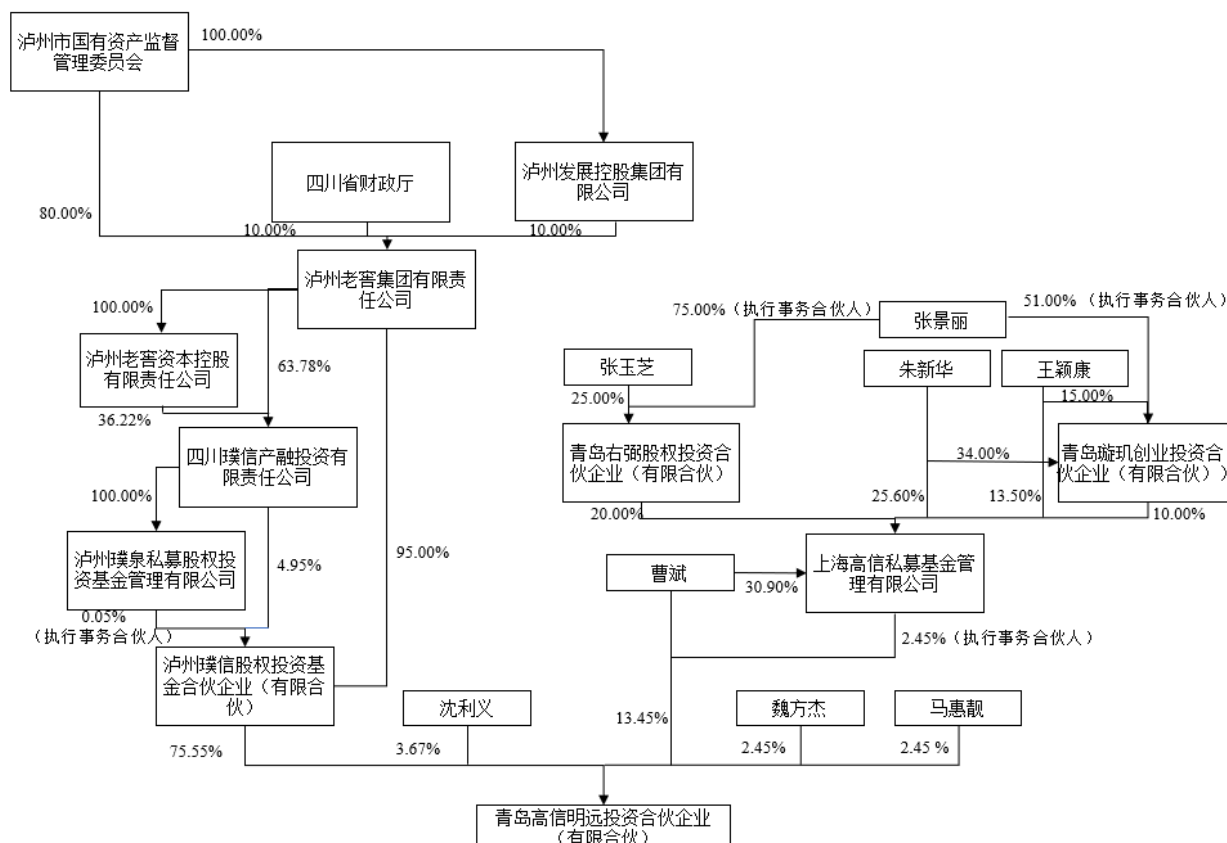 泸州市国有资产监督
管理委员会
100.00%
四川省财政厅
泸州发展控股集团有
限公司
80.00%
10.00%
10.00%
泸州老窖集团有限责
任公司
100.00%
75.00%(执行事务合伙人)
51.00% (执行事务合伙人)
张景丽
泸州老窖资本控股
有限责任公司
63.78%
张玉芝
朱新华
王颖康
36.22%
25.00%
15.00%
四川璞信产融投资有
限责任公司
青岛右弼股权投资合
伙企业（有限合伙）
34.00%
青岛璇玑创业投资合
伙企业（有限合伙））
100.00%
20.00%
25.60%
13.50%
10.00%
泸州璞泉私募股权投
资基金管理有限公司
4.95%
95.00%
曹斌
30.90%
上海高信私募基金管
理有限公司
0.05%
（执行事务合伙人）
2.45%(执行事务合伙人)
泸州璞信股权投资基
金合伙企业（有限合
伙）
沈利义
13.45%
魏方杰
马惠靓
75.55%
3.67%
2.45%
2.45 %
青岛高信明远投资合伙企业
（有限合伙）